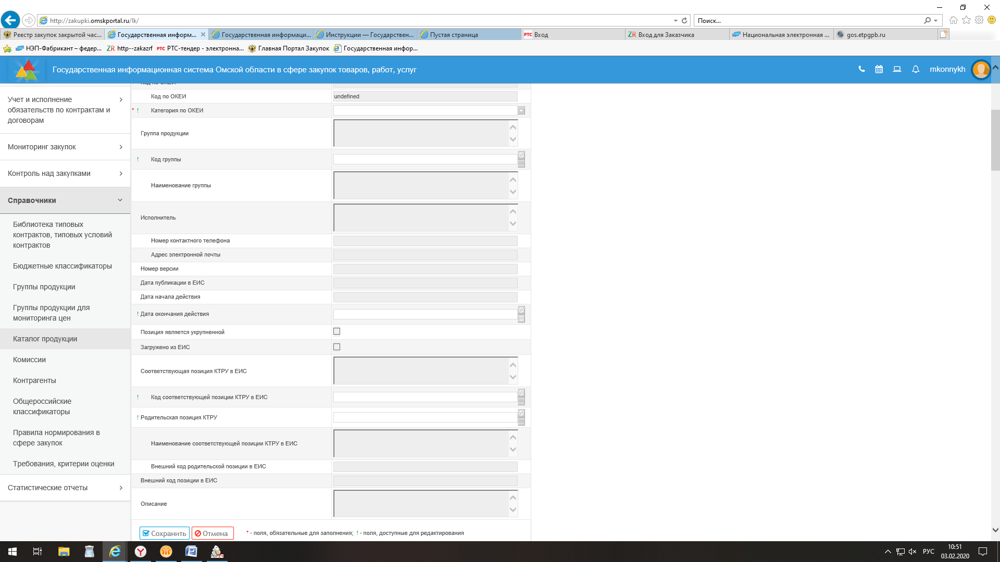 http://zakupki.omskportal.ru/lk/
Поиск...
Реестр закупок закрытой час...
Государственная информ...
Государственная информаци...
Инструкции — Государствен...
Пустая страница
РТС Вход
ZR Вход для Заказчика
Национальная электронная ...
gos.etpgpb.ru
НЭП-Фабрикант – федер...
ZR http--zakazrf
РТС РТС-тендер - электронна...
Главная Портал Закупок
Государственная инфор...
Государственная информационная система Омской области в сфере закупок товаров, работ, услуг
mkonnykh
Учет и исполнение
обязательств по контрактам и
договорам
Мониторинг закупок
Контроль над закупками
Справочники
Библиотека типовых
контрактов, типовых условий
контрактов
Бюджетные классификаторы
Группы продукции
Группы продукции для
мониторинга цен
Каталог продукции
Комиссии
Контрагенты
Общероссийские
классификаторы
Правила нормирования в
сфере закупок
Требования, критерии оценки
Статистические отчеты
Код по ОКЕИ
Код по ОКЕИ undefined
* ! Категория по ОКЕИ
Группа продукции
! Код группы
Наименование группы
Исполнитель
Номер контактного телефона
Адрес электронной почты
Номер версии
Дата публикации в ЕИС
Дата начала действия
! Дата окончания действия
Позиция является укрупненной
Загружено из ЕИС
Соответствующая позиция КТРУ в ЕИС
! Код соответствующей позиции КТРУ в ЕИС
! Родительская позиция КТРУ
Наименование соответствующей позиции КТРУ в ЕИС
Внешний код родительской позиции в ЕИС
Внешний код позиции в ЕИС
Описание
Сохранить
Отмена
* - поля, обязательные для заполнения; ! - поля, доступные для редактирования
РУС
10:51
03.02.2020